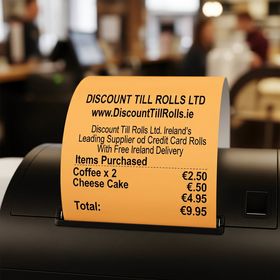 DISCOUNT TILL ROLLS LTD
www.DiscountTillRolls.ie
Discount Till Rolls Ltd. Ireland's
Leading Supplier od Credit Card Rolls
With Free Ireland Delivery
Items Purchased
Coffee x 2 €2.50
Cheese Cake €.50
€4.95
Total: €9.95